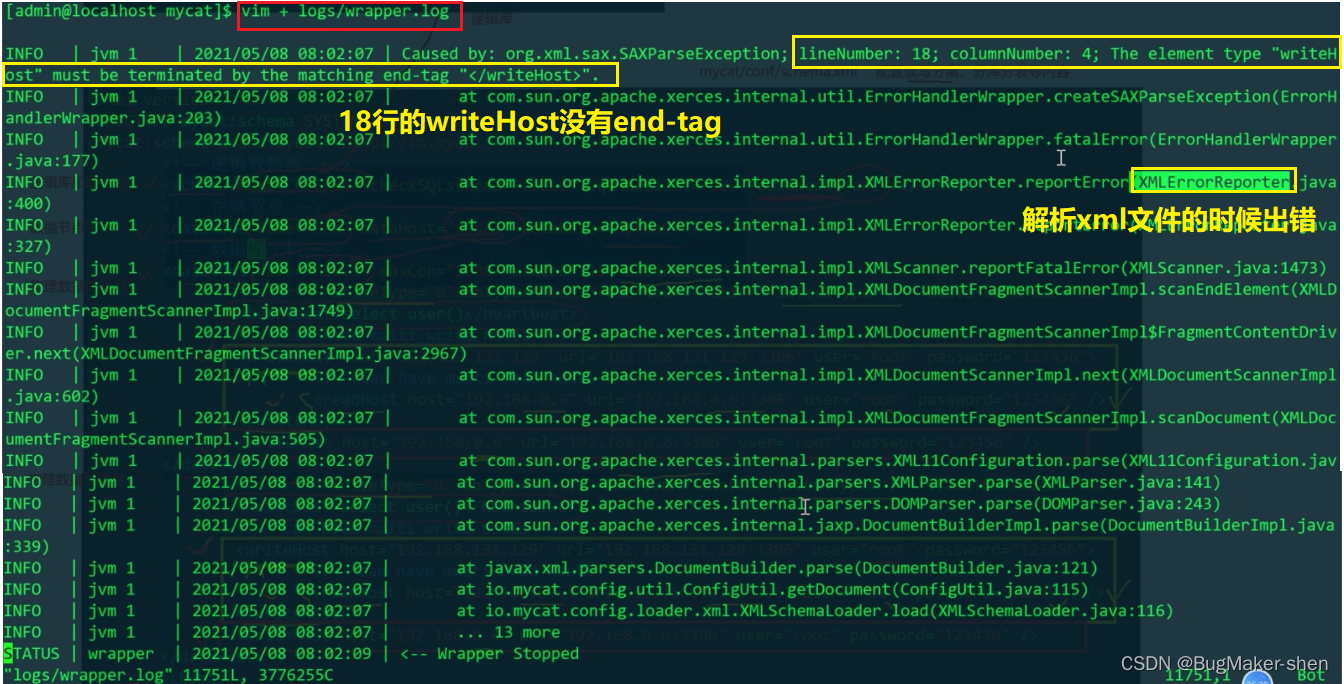 [admin@localhost mycat]$ vim + logs/wrapper.log
INFO | jvm 1 | 2021/05/08 08:02:07 | Caused by: org.xml.sax.SAXParseException; lineNumber: 18; columnNumber: 4; The element type "writeH
ost" must be terminated by the matching end-tag "</writeHost>".
INFO | jvm 1 | 2021/05/08 08:02:07 | at com.sun.org.apache.xerces.internal.util.ErrorHandlerWrapper.createSAXParseException(ErrorH
andlerWrapper.java:203)
18行的writeHost没有end-tag
INFO | jvm 1 | 2021/05/08 08:02:07 | at com.sun.org.apache.xerces.internal.util.ErrorHandlerWrapper.fatalError(ErrorHandlerWrapper
.java:177)
INFO | jvm 1 | 2021/05/08 08:02:07 | at com.sun.org.apache.xerces.internal.impl.XMLErrorReporter.reportError(XMLErrorReporter.java
:400)
解析xml文件的时候出错
INFO | jvm 1 | 2021/05/08 08:02:07 | at com.sun.org.apache.xerces.internal.impl.
:327)
INFO | jvm 1 | 2021/05/08 08:02:07 | at com.sun.org.apache.xerces.internal.impl.XMLScanner.reportFatalError(XMLScanner.java:1473)
INFO | jvm 1 | 2021/05/08 08:02:07 | at com.sun.org.apache.xerces.internal.impl.XMLDocumentFragmentScannerImpl.scanEndElement(XMLD
ocumentFragmentScannerImpl.java:1749)
INFO | jvm 1 | 2021/05/08 08:02:07 | at com.sun.org.apache.xerces.internal.impl.XMLDocumentFragmentScannerImpl$FragmentContentDriv
er.next(XMLDocumentFragmentScannerImpl.java:2967)
INFO | jvm 1 | 2021/05/08 08:02:07 | at com.sun.org.apache.xerces.internal.impl.XMLDocumentScannerImpl.next(XMLDocumentScannerImpl
.java:602)
INFO | jvm 1 | 2021/05/08 08:02:07 | at com.sun.org.apache.xerces.internal.impl.XMLDocumentFragmentScannerImpl.scanDocument(XMLDoc
umentFragmentScannerImpl.java:505)
INFO | jvm 1 | 2021/05/08 08:02:07 | at com.sun.org.apache.xerces.internal.parsers.XML11Configuration.parse(XML11Configuration.jav
INFO | jvm 1 | 2021/05/08 08:02:07 | at com.sun.org.apache.xerces.internal.parsers.XMLParser.parse(XMLParser.java:141)
INFO | jvm 1 | 2021/05/08 08:02:07 | at com.sun.org.apache.xerces.internal.parsers.DOMParser.parse(DOMParser.java:243)
INFO | jvm 1 | 2021/05/08 08:02:07 | at com.sun.org.apache.xerces.internal.jaxp.DocumentBuilderImpl.parse(DocumentBuilderImpl.java
:339)
INFO | jvm 1 | 2021/05/08 08:02:07 | at javax.xml.parsers.DocumentBuilder.parse(DocumentBuilder.java:121)
INFO | jvm 1 | 2021/05/08 08:02:07 | at io.mycat.config.util.ConfigUtil.getDocument(ConfigUtil.java:115)
INFO | jvm 1 | 2021/05/08 08:02:07 | at io.mycat.config.loader.xml.XMLSchemaLoader.load(XMLSchemaLoader.java:116)
INFO | jvm 1 | 2021/05/08 08:02:07 | ... 13 more
STATUS | wrapper | 2021/05/08 08:02:09 | <-- Wrapper Stopped
"logs/wrapper.log" 11751L, 3776255C 11751,1 Bot
CSDN @BugMaker-shen